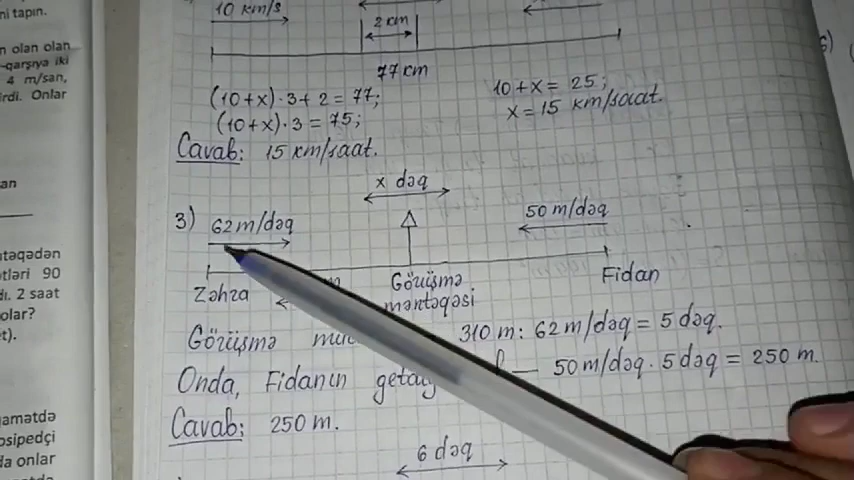 ni tapın.
n olan olan
-qarşıya iki
4 m/san,
irdi. Onlar
an
ntəqədən
ətləri 90
dı. 2 saat
olar?
t).
qamətdə
osipedçi
da onlar
10 km/s
2 km
77 km
(10+x)·3+2=77;
(10+x)·3=75;
10+x=25;
x=15 km/saat.
Cavab: 15 km/saat.
x dəq
3) 62 m/dəq
50 m/dəq
Zəhra
Görüşmə
məntəqəsi
Fidan
Görüşmə
310 m: 62 m/dəq = 5 dəq.
Onda, Fidanın
50 m/dəq · 5 dəq = 250 m.
Cavab: 250 m.
6 dəq